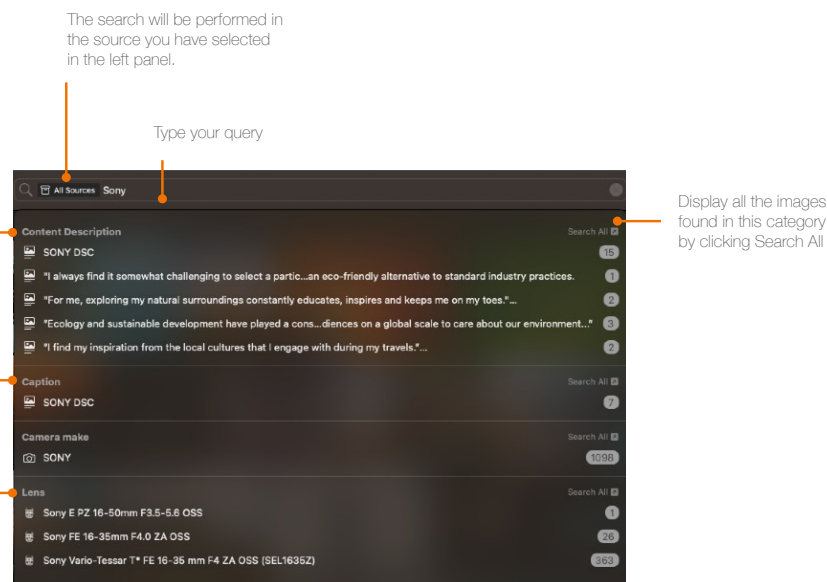 The search will be performed in
the source you have selected
in the left panel.
Type your query
All Sources Sony
Display all the images
found in this category
by clicking Search All
Content Description Search All
SONY DSC 15
"I always find it somewhat challenging to select a partic...an eco-friendly alternative to standard industry practices. 1
"For me, exploring my natural surroundings constantly educates, inspires and keeps me on my toes."... 2
"Ecology and sustainable development have played a cons...diences on a global scale to care about our environment..." 3
"I find my inspiration from the local cultures that I engage with during my travels."... 2
Caption Search All
SONY DSC 7
Camera make Search All
SONY 1098
Lens Search All
Sony E PZ 16-50mm F3.5-5.6 OSS 1
Sony FE 16-35mm F4.0 ZA OSS 26
Sony Vario-Tessar T* FE 16-35 mm F4 ZA OSS (SEL1635Z) 363